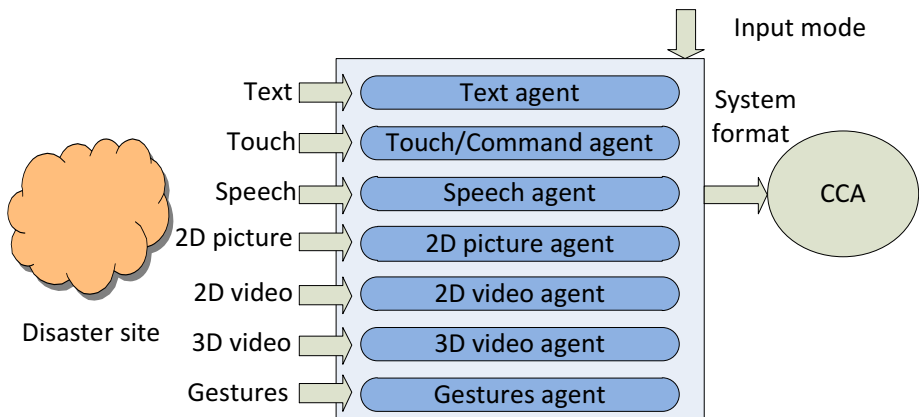 Input mode
Text
Text agent
System
format
Touch
Touch/Command agent
Speech
Speech agent
CCA
2D picture
2D picture agent
2D video
2D video agent
Disaster site
3D video
3D video agent
Gestures
Gestures agent